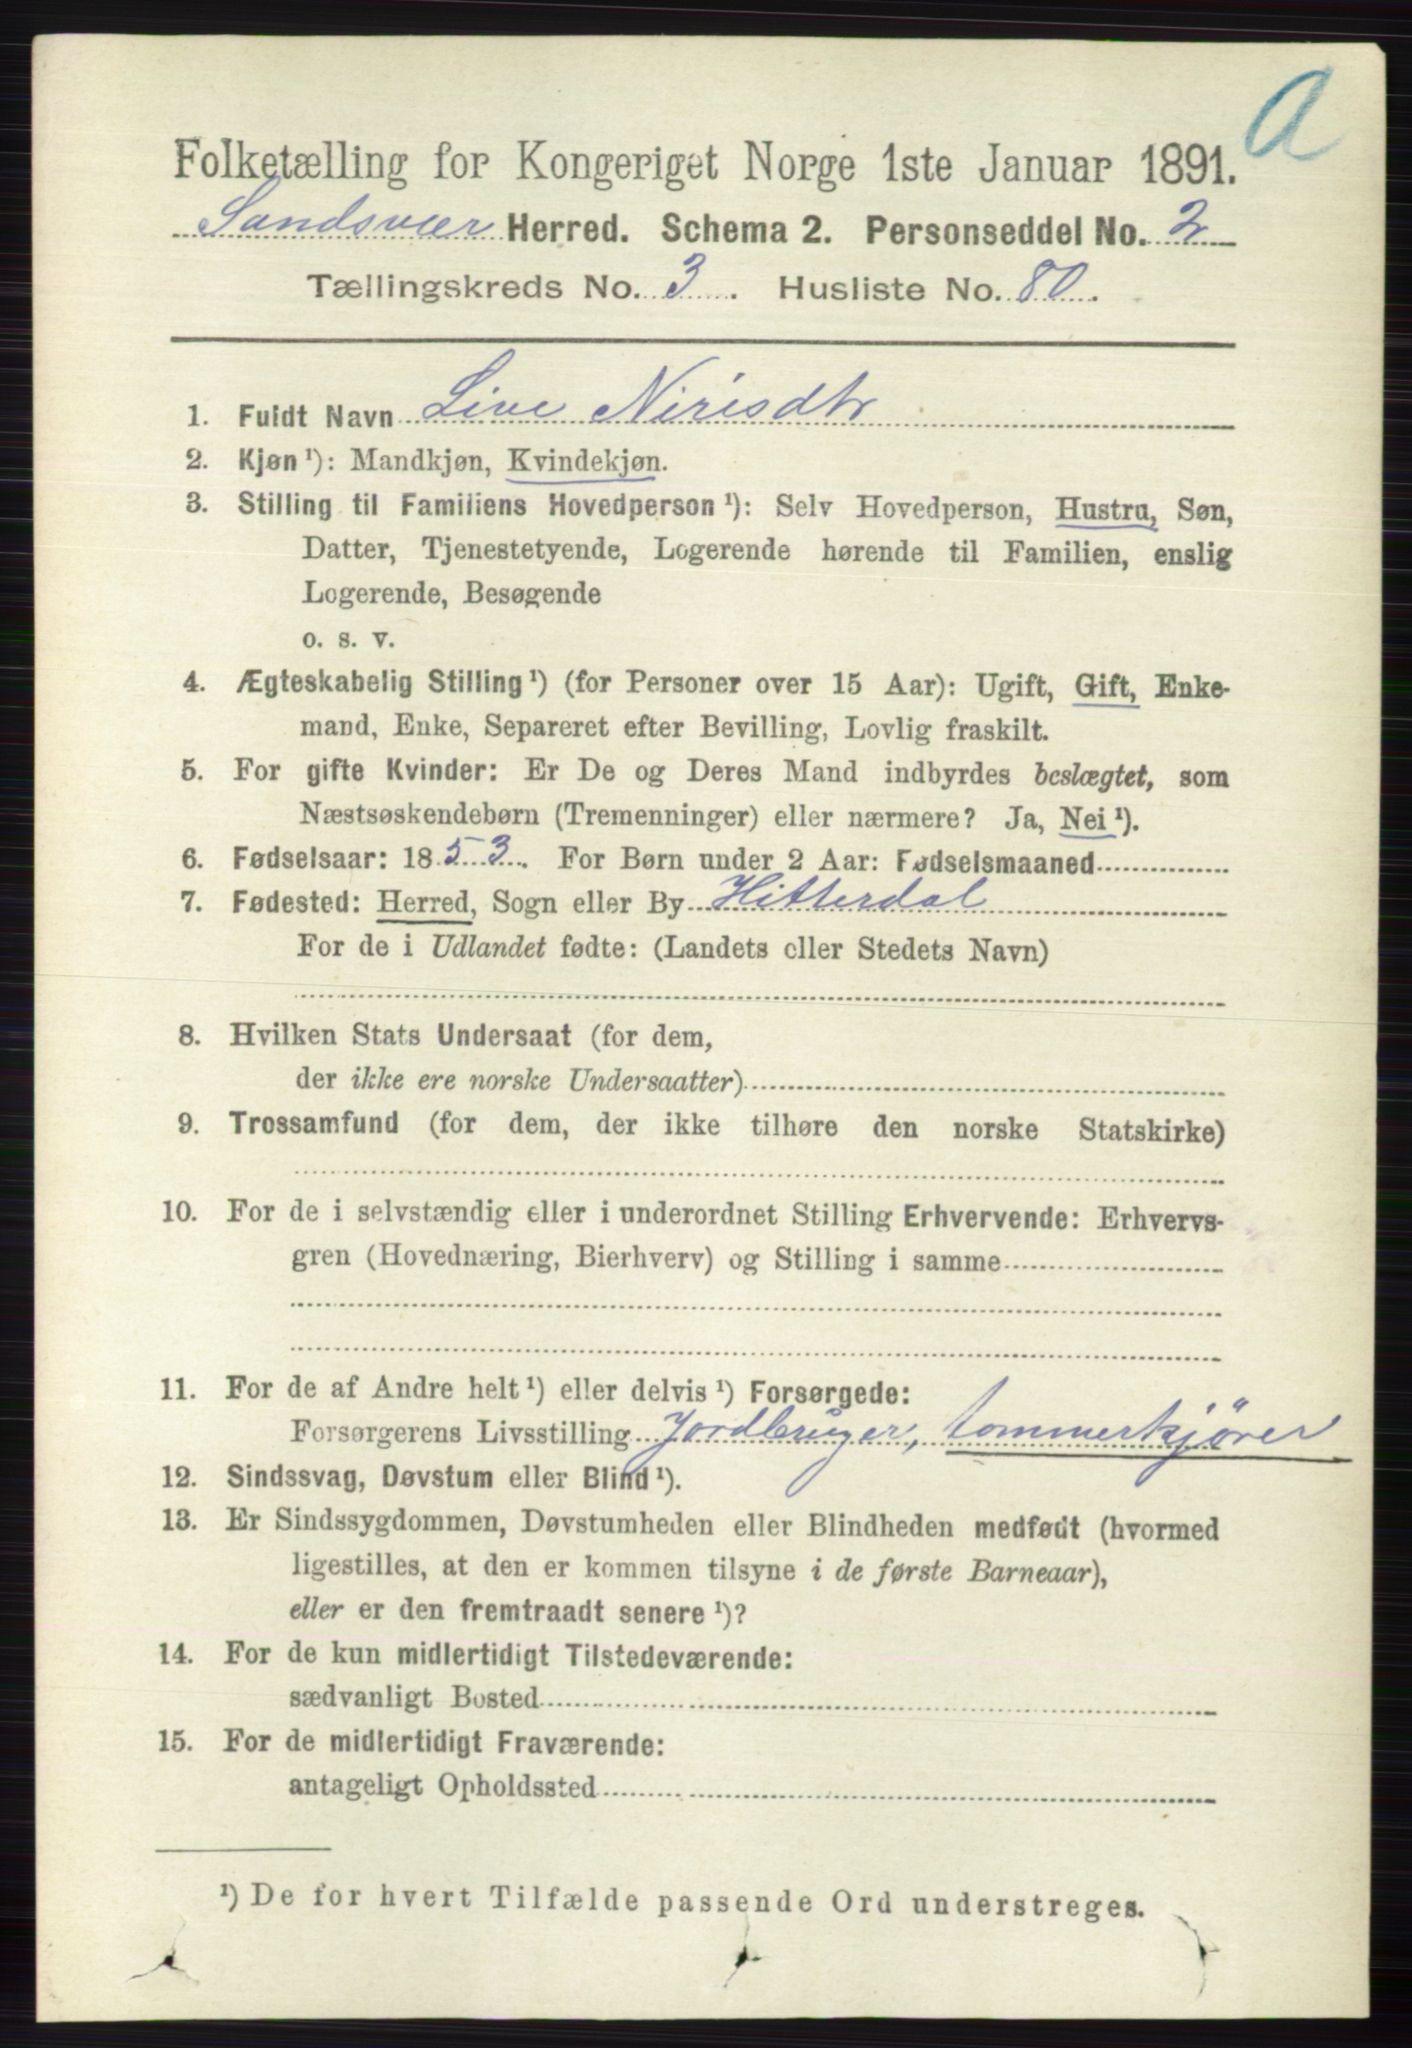 a
Folketælling for Kongeriget Norge 1ste Januar 1891.
Sandsvær Herred. Schema 2. Personseddel No. 2
Tællingskreds No. 3. Husliste No. 80.
1. Fuldt Navn Live Nirisdtr
2. Kjøn ¹): Mandkjøn, Kvindekjøn.
3. Stilling til Familiens Hovedperson ¹): Selv Hovedperson, Hustru, Søn,
Datter, Tjenestetyende, Logerende hørende til Familien, enslig
Logerende, Besøgende
o. s. v.
4. Ægteskabelig Stilling ¹) (for Personer over 15 Aar): Ugift, Gift, Enke-
mand, Enke, Separeret efter Bevilling, Lovlig fraskilt.
5. For gifte Kvinder: Er De og Deres Mand indbyrdes beslægtet, som
Næstsøskendebørn (Tremenninger) eller nærmere? Ja, Nei ¹).
6. Fødselsaar: 1853. For Børn under 2 Aar: Fødselsmaaned
7. Fødested: Herred, Sogn eller By Hitterdal
For de i Udlandet fødte: (Landets eller Stedets Navn)
8. Hvilken Stats Undersaat (for dem,
der ikke ere norske Undersaatter)
9. Trossamfund (for dem, der ikke tilhøre den norske Statskirke)
10. For de i selvstændig eller i underordnet Stilling Erhvervende: Erhvervs-
gren (Hovednæring, Bierhverv) og Stilling i samme
11. For de af Andre helt ¹) eller delvis ¹) Forsørgede:
Forsørgerens Livsstilling Jordbruger, tommerkjörer
12. Sindssvag, Døvstum eller Blind ¹).
13. Er Sindssygdommen, Døvstumheden eller Blindheden medfødt (hvormed
ligestilles, at den er kommen tilsyne i de første Barneaar),
eller er den fremtraadt senere ¹)?
14. For de kun midlertidigt Tilstedeværende:
sædvanligt Bosted
15. For de midlertidigt Fraværende:
antageligt Opholdssted
¹) De for hvert Tilfælde passende Ord understreges.